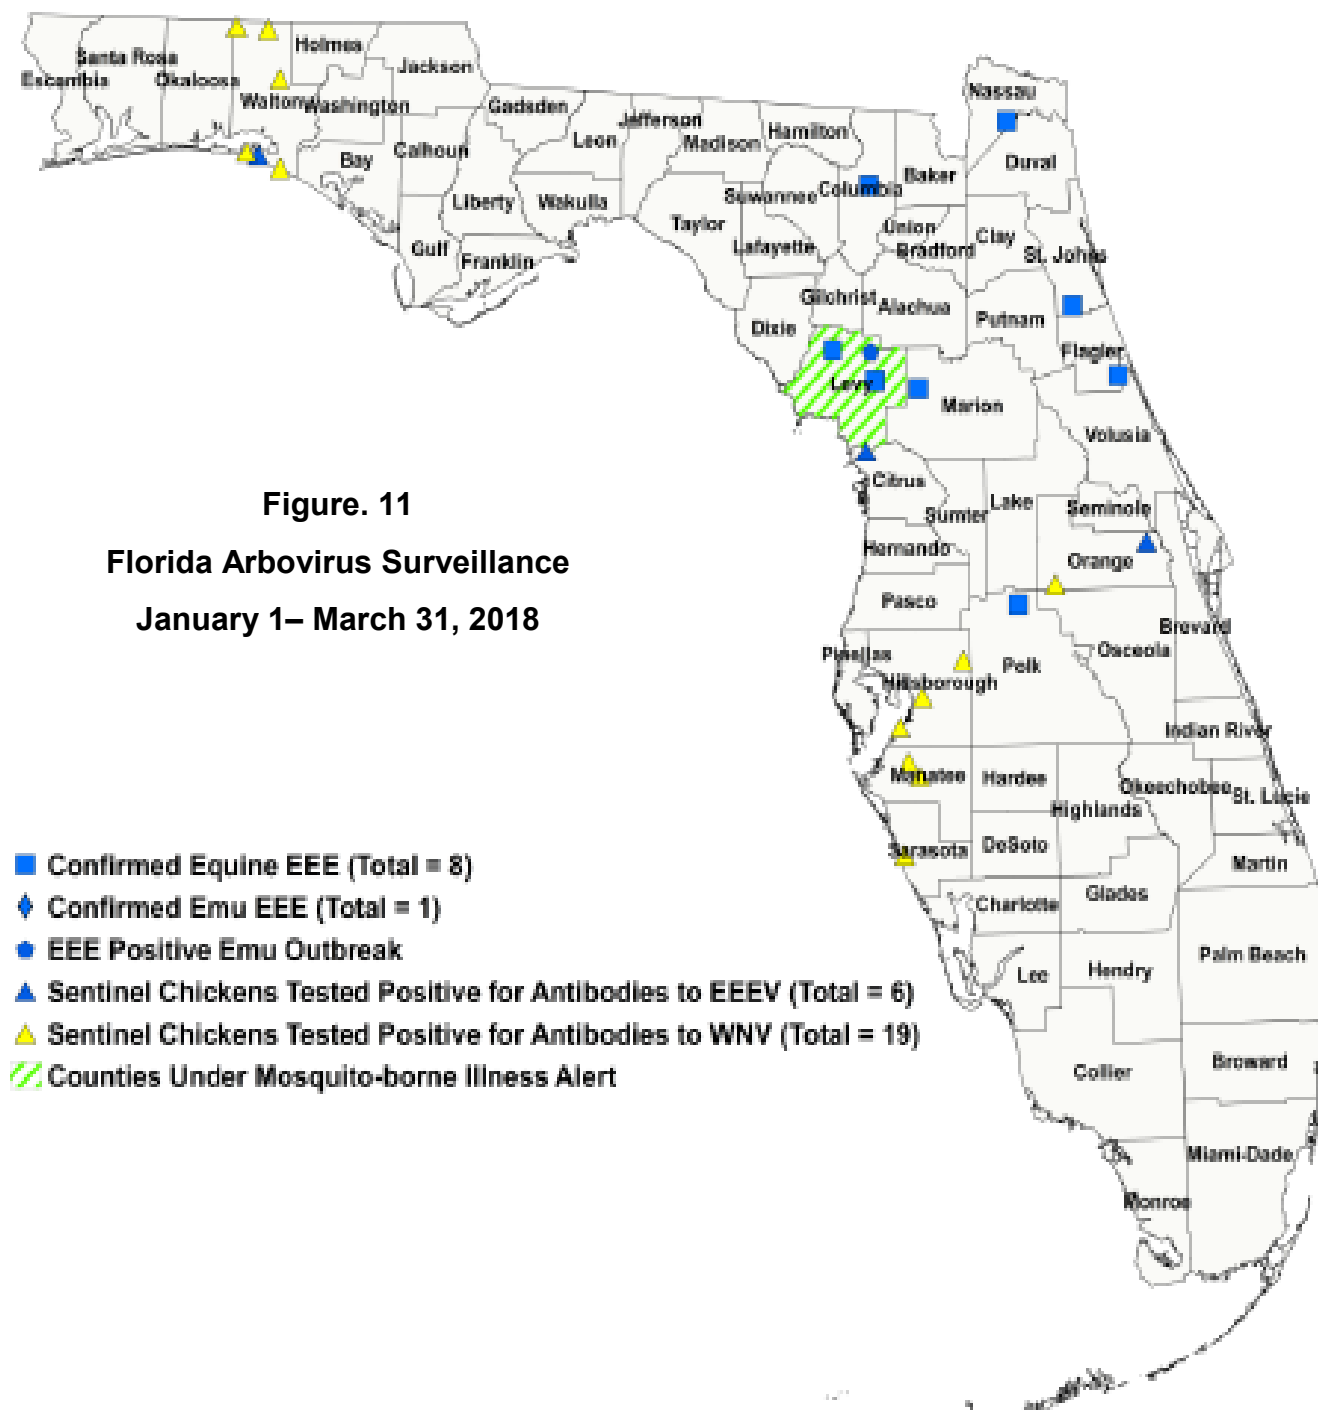 Holmes
Santa Rosa
Jackson
Escambia
Okaloosa
Nassau
Walton
Washington
Gadsden
Jefferson
Hamilton
Leon
Madison
Calhoun
Bay
Duval
Baker
Columbia
Suwannee
Liberty
Wakulla
Taylor
Union
Clay
Lafayette
Gulf
Bradford
St. Johns
Franklin
Gilchrist
Alachua
Putnam
Dixie
Flagler
Levy
Marion
Volusia
Citrus
Figure. 11
Lake
Seminole
Sumter
Hernando
Florida Arbovirus Surveillance
Orange
Pasco
January 1– March 31, 2018
Brevard
Osceola
Pinellas
Polk
Hillsborough
Indian River
Manatee
Hardee
Okeechobee
St. Lucie
Highlands
Sarasota
DeSoto
Martin
Confirmed Equine EEE (Total = 8)
Glades
Charlotte
Confirmed Emu EEE (Total = 1)
EEE Positive Emu Outbreak
Palm Beach
Lee
Hendry
Sentinel Chickens Tested Positive for Antibodies to EEEV (Total = 6)
Sentinel Chickens Tested Positive for Antibodies to WNV (Total = 19)
Broward
Collier
Counties Under Mosquito-borne Illness Alert
Miami-Dade
Monroe